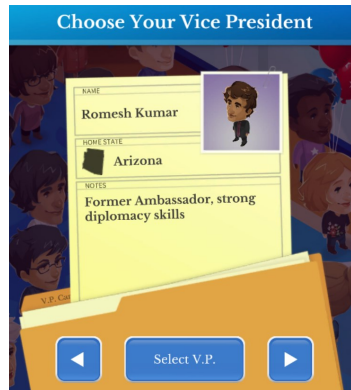 Choose Your Vice President
NAME
Romesh Kumar
HOME STATE
Arizona
NOTES
Former Ambassador, strong
diplomacy skills
V.P.
Select V.P.